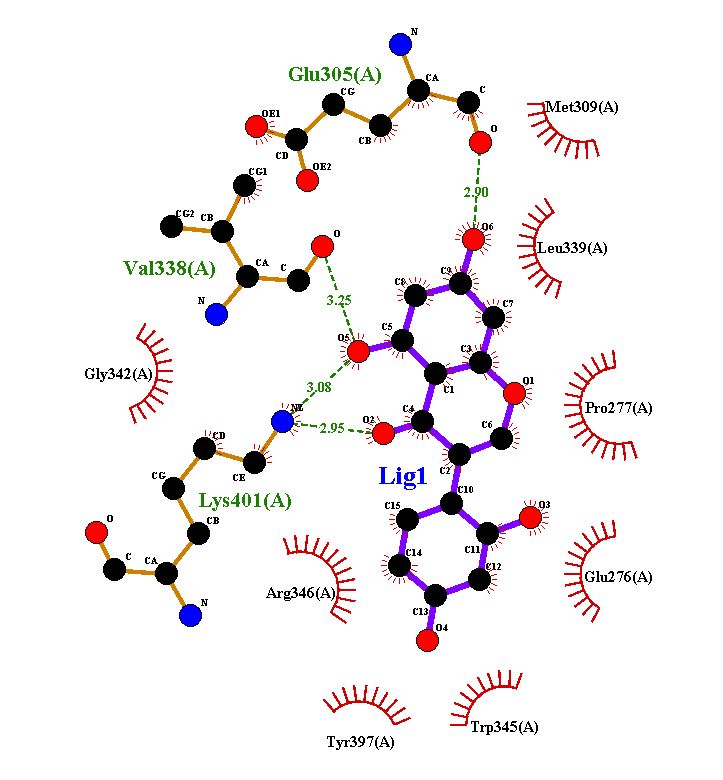 N
Glu305(A)
CG
CA
C
Met309(A)
OE1
O
CB
CD
OE2
CG1
2.90
CG2
CB
O
O6
Leu339(A)
Val338(A)
CA
C
C9
C8
N
3.25
C7
O5
C5
C3
Gly342(A)
3.08
C1
O1
NZ
C4
O2
Pro277(A)
2.95
C6
CD
C2
CE
Lig1
CG
Lys401(A)
C10
O3
C15
O
CB
C11
C
CA
C14
C12
Glu276(A)
Arg346(A)
N
C13
O4
Trp345(A)
Tyr397(A)